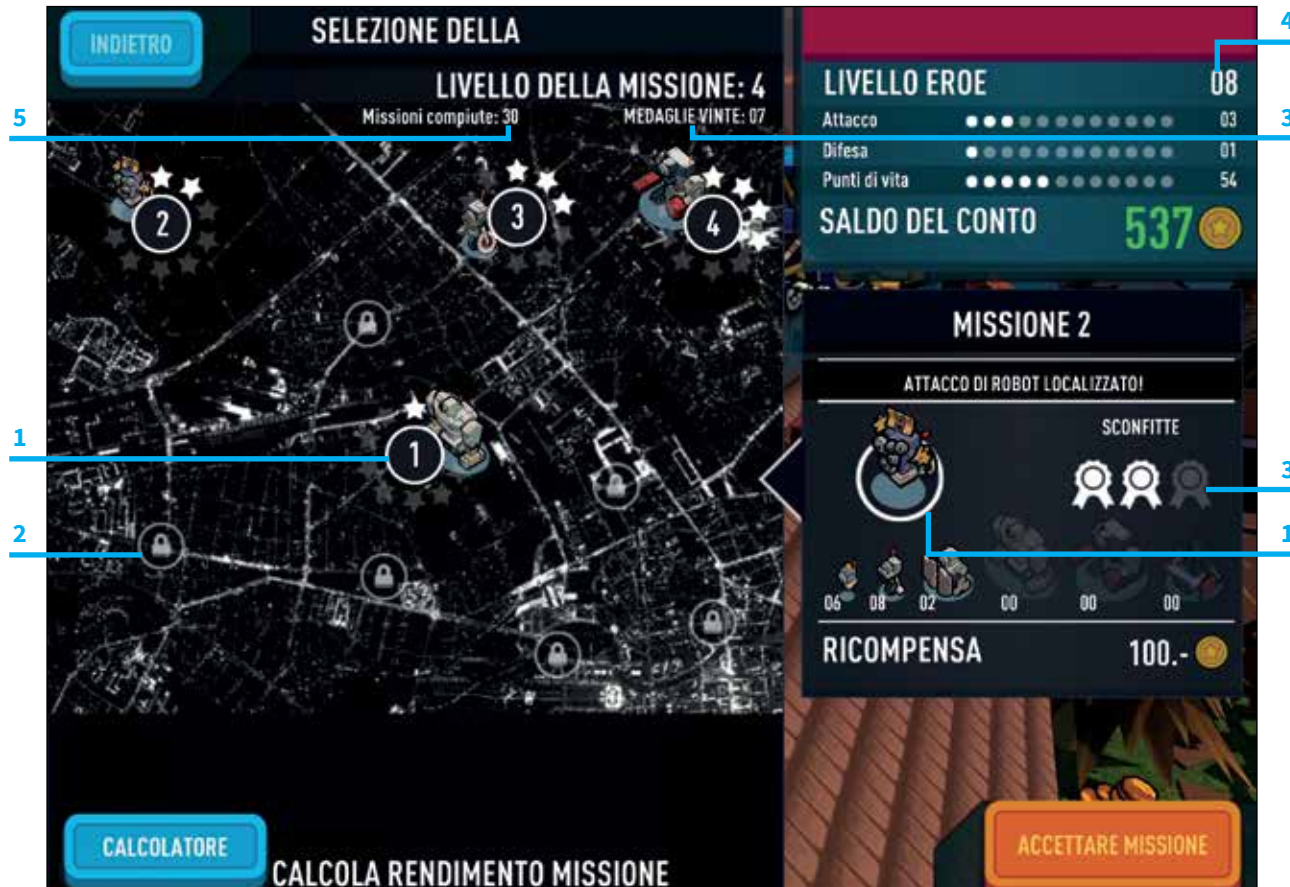 INDIETRO
SELEZIONE DELLA
LIVELLO DELLA MISSIONE: 4
Missioni compiute: 30
MEDAGLIE VINTE: 07
5
2
3
4
1
1
2
CALCOLATORE
CALCOLA RENDIMENTO MISSIONE
4
LIVELLO EROE 08
Attacco 03
Difesa 01
Punti di vita 54
3
SALDO DEL CONTO 537
MISSIONE 2
ATTACCO DI ROBOT LOCALIZZATO!
SCONFITTE
3
1
06 08 02 00 00 00
RICOMPENSA 100.-
ACCETTARE MISSIONE